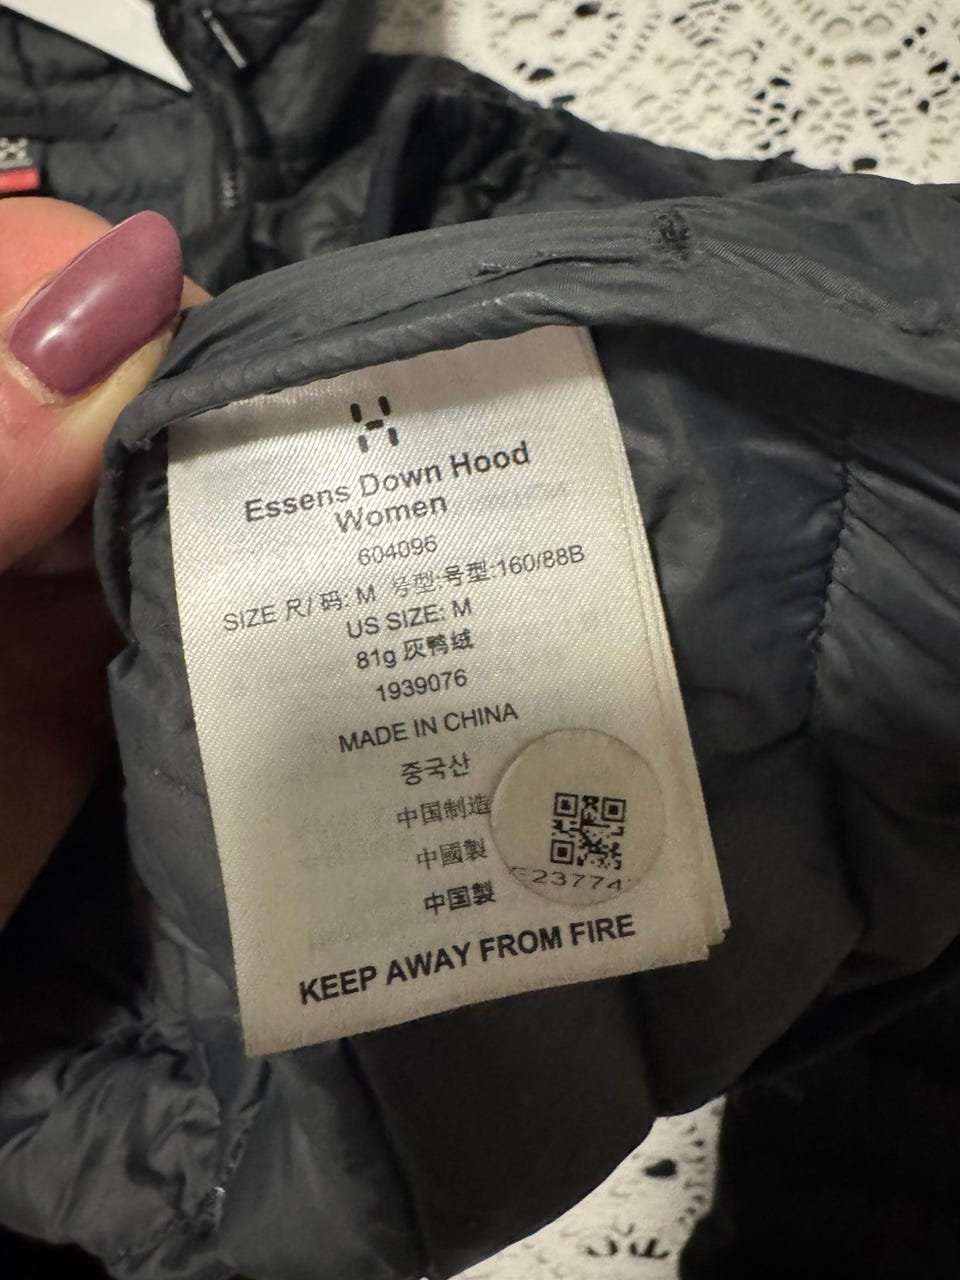 Essens Down Hood
Women
604096
SIZE 尺/码: M 号型:号型:160/88B
US SIZE: M
81g 灰鸭绒
1939076
MADE IN CHINA
중국산
中国制造
中國製
中国製
23774
KEEP AWAY FROM FIRE